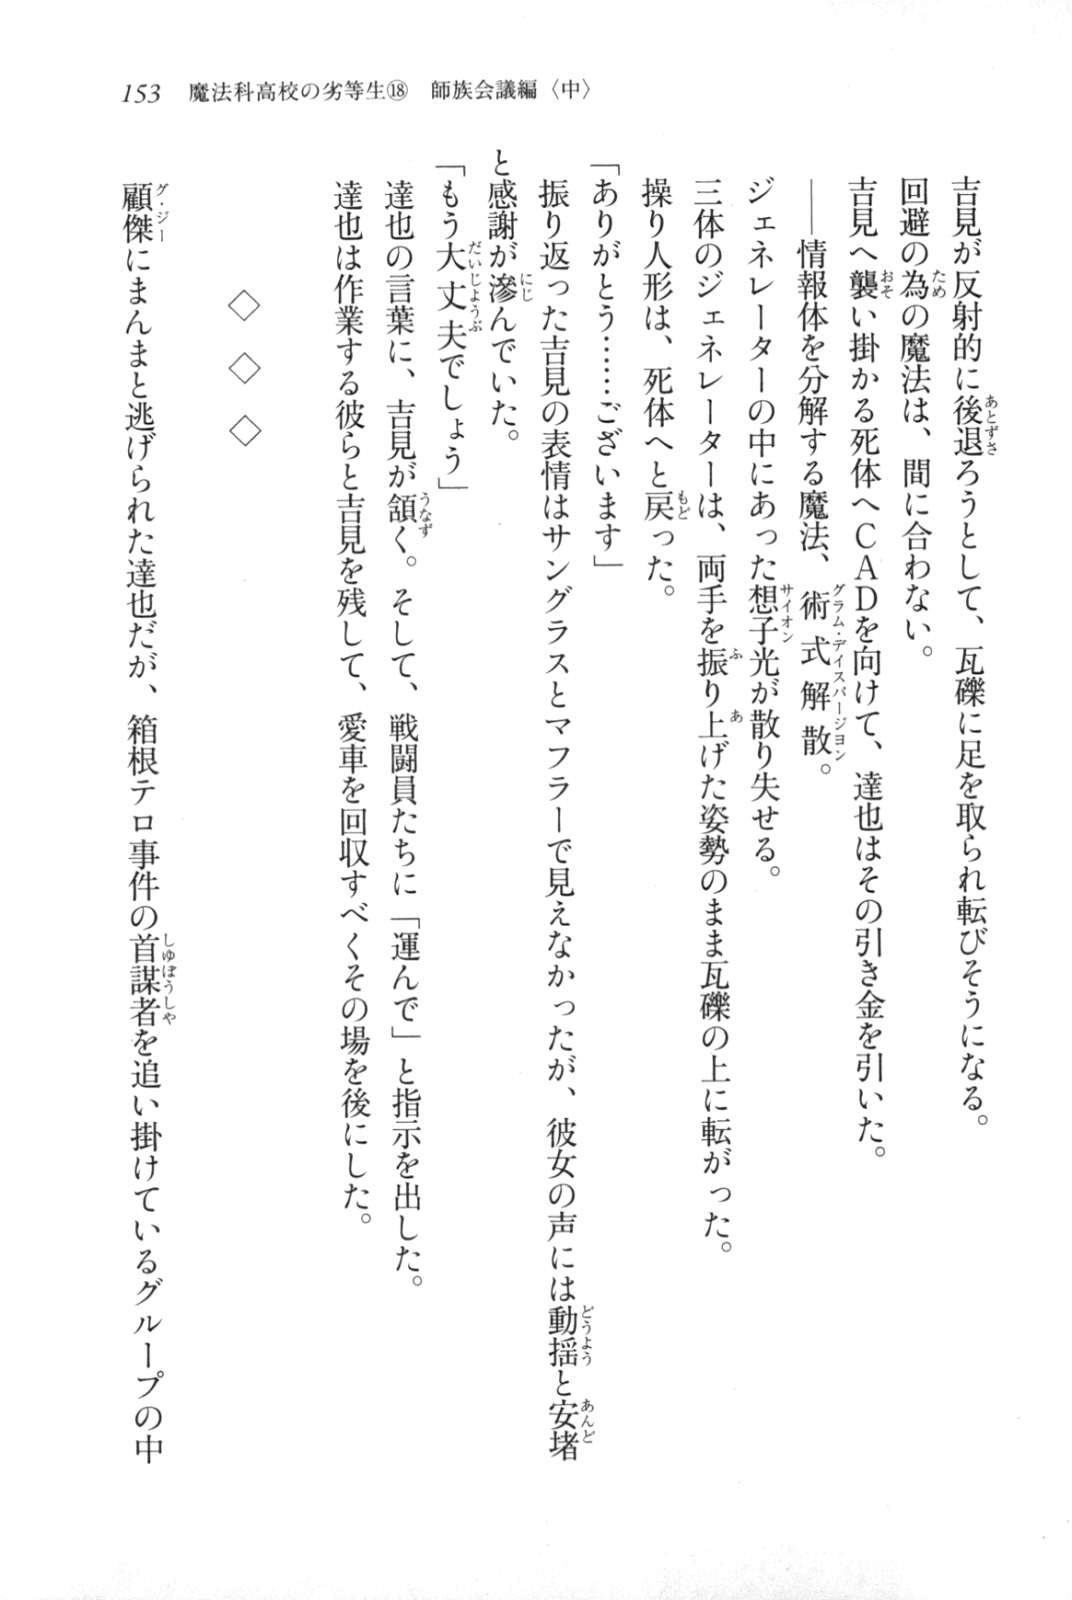 153　魔法科高校の劣等生⑱　師族会議編〈中〉
吉見が反射的に後退ろうとして、瓦礫に足を取られ転びそうになる。
回避の為の魔法は、間に合わない。
吉見へ襲い掛かる死体へＣＡＤを向けて、達也はその引き金を引いた。
――情報体を分解する魔法、術式解散。
ジェネレーターの中にあった想子光が散り失せる。
三体のジェネレーターは、両手を振り上げた姿勢のまま瓦礫の上に転がった。
操り人形は、死体へと戻った。
「ありがとう……ございます」
振り返った吉見の表情はサングラスとマフラーで見えなかったが、彼女の声には動揺と安堵
と感謝が滲んでいた。
「もう大丈夫でしょう」
達也の言葉に、吉見が頷く。そして、戦闘員たちに「運んで」と指示を出した。
達也は作業する彼らと吉見を残して、愛車を回収すべくその場を後にした。
◇　◇　◇
顧傑にまんまと逃げられた達也だが、箱根テロ事件の首謀者を追い掛けているグループの中